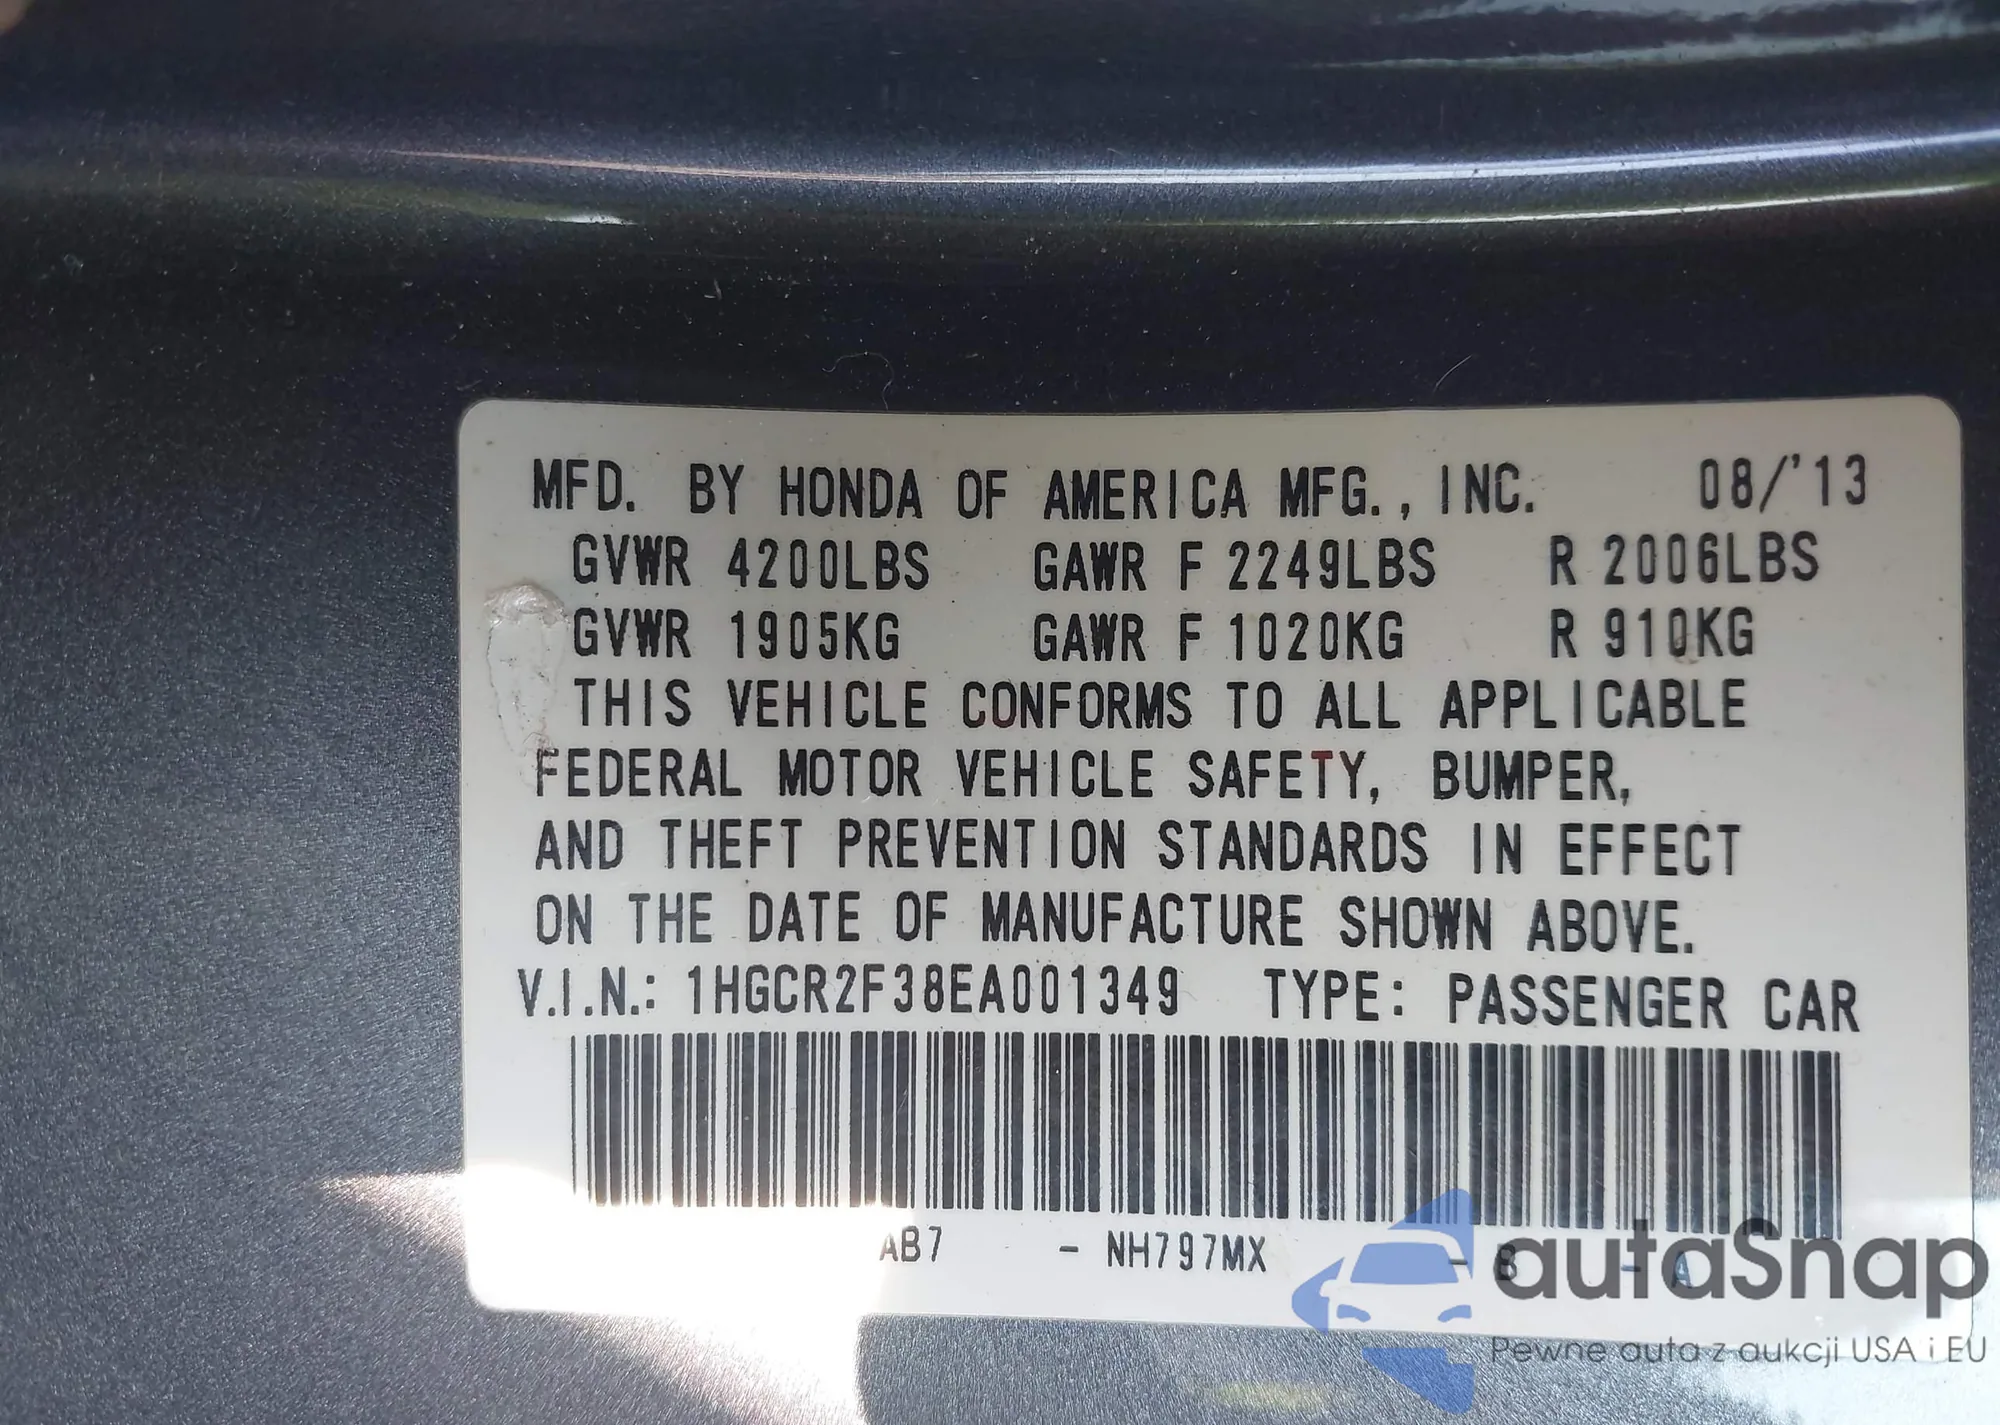 MFD. BY HONDA OF AMERICA MFG., INC. 08/'13
GVWR 4200LBS GAWR F 2249LBS R 2006LBS
GVWR 1905KG GAWR F 1020KG R 910KG
THIS VEHICLE CONFORMS TO ALL APPLICABLE
FEDERAL MOTOR VEHICLE SAFETY, BUMPER,
AND THEFT PREVENTION STANDARDS IN EFFECT
ON THE DATE OF MANUFACTURE SHOWN ABOVE.
V.I.N.: 1HGCR2F38EA001349 TYPE: PASSENGER CAR
AB7 - NH797MX - B - A
autaSnap
Pewne auta z aukcji USA i EU